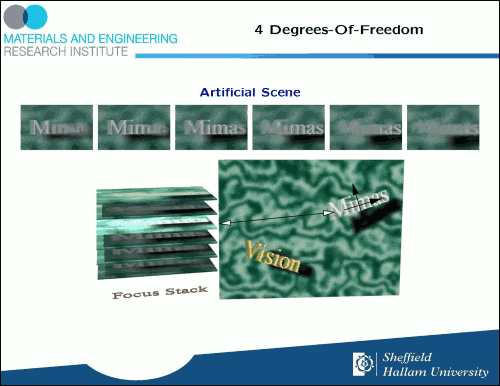 MATERIALS AND ENGINEERING
RESEARCH INSTITUTE
4 Degrees-Of-Freedom
Artificial Scene
Mimas
Mimas
Mimas
Mimas
Mimas
Mimas
Mimas
Vision
Focus Stack
Sheffield
Hallam University